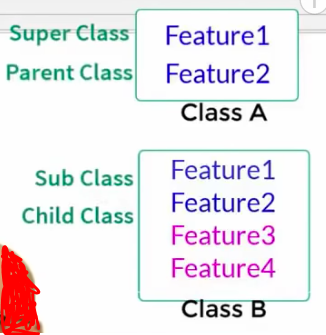 Super Class Feature1
Parent Class Feature2
Class A
Feature1
Sub Class Feature2
Child Class Feature3
Feature4
Class B